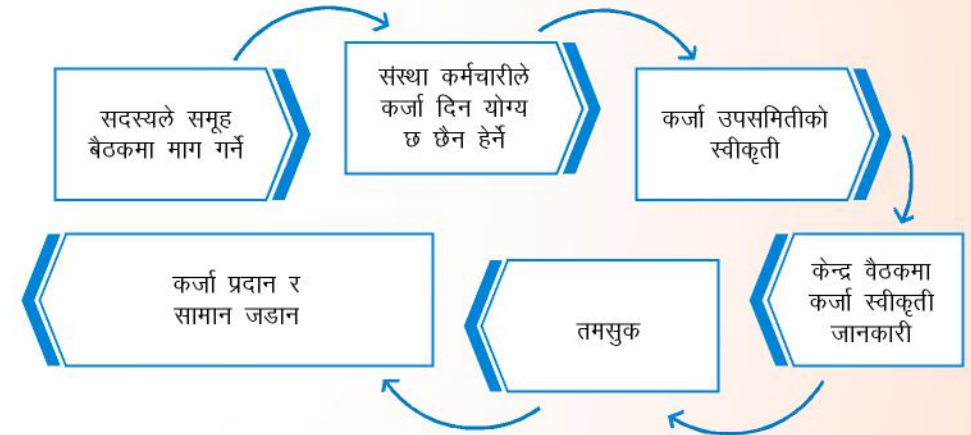 सदस्यले समूह
बैठकमा माग गर्ने
संस्था कर्मचारीले
कर्जा दिन योग्य
छ छैन हेर्ने
कर्जा उपसमितीको
स्वीकृती
केन्द्र वैठकमा
कर्जा स्वीकृती
जानकारी
तमसुक
कर्जा प्रदान र
सामान जडान